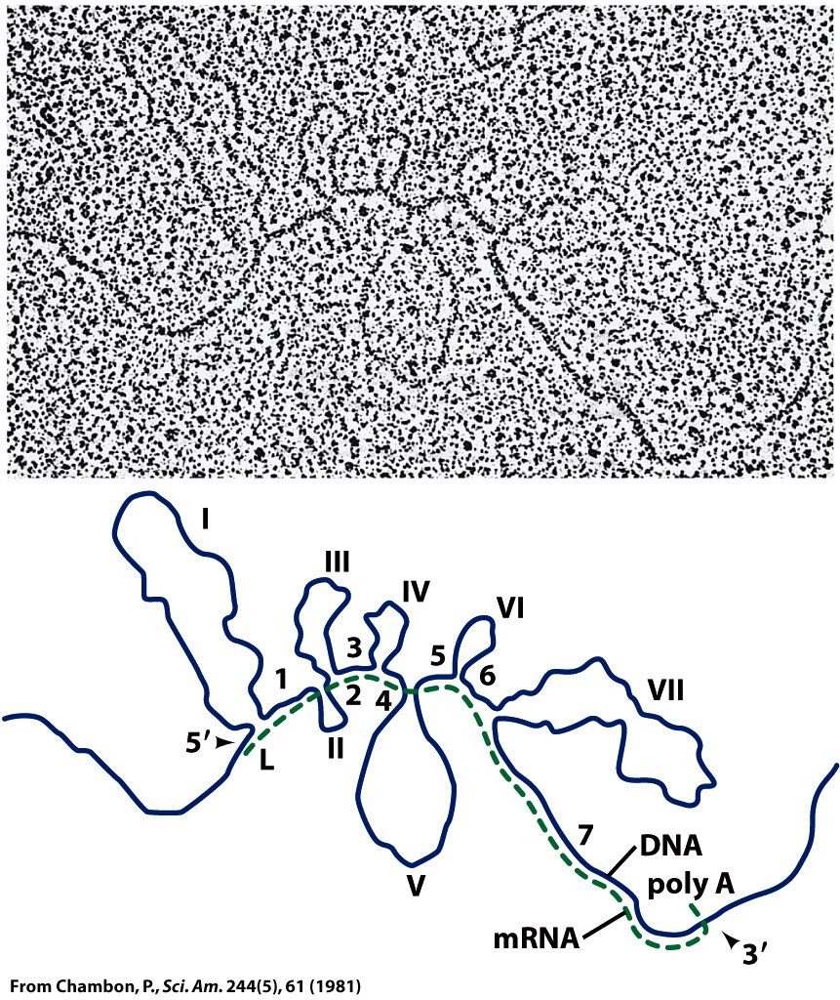 I
III
IV
VI
3
5
1
6
2
4
VII
5′
L
II
7
DNA
V
poly A
mRNA
3′
From Chambon, P., Sci. Am. 244(5), 61 (1981)